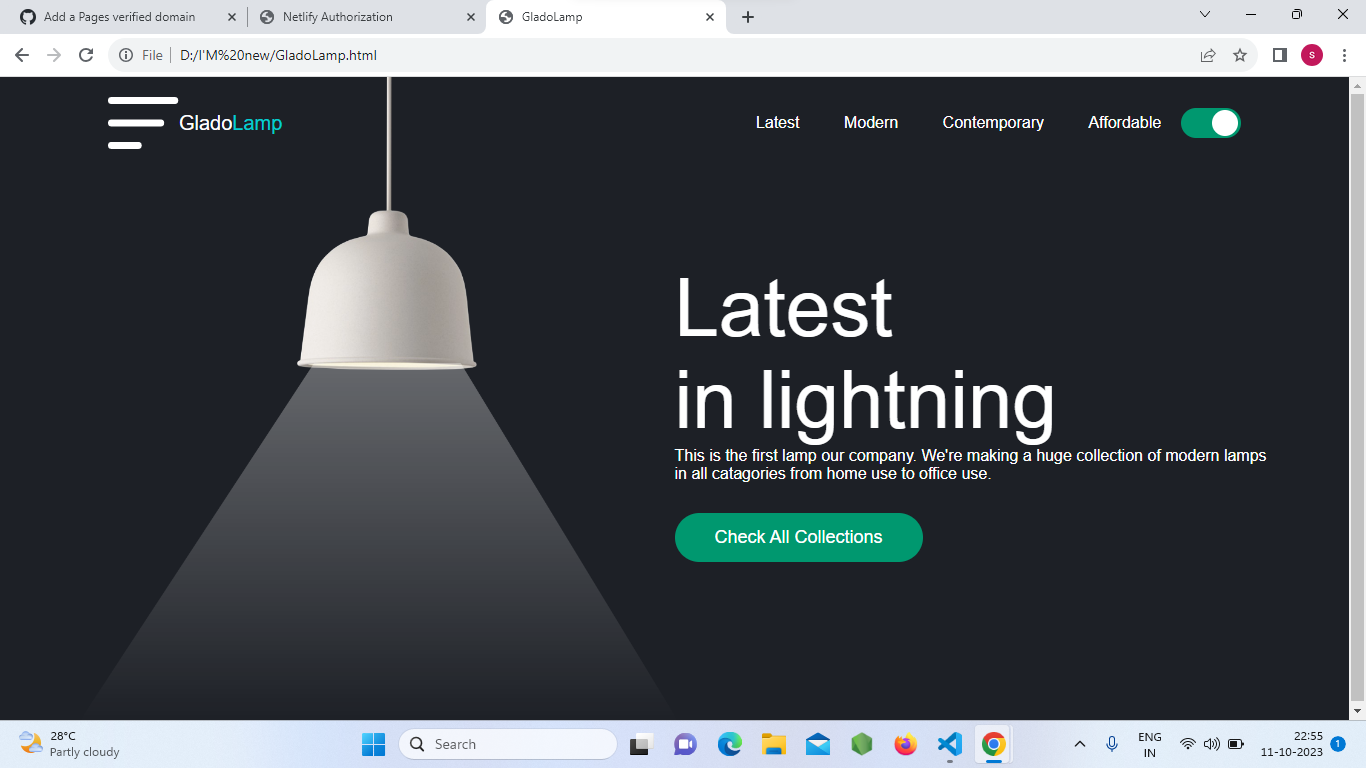 Add a Pages verified domain
Netlify Authorization
GladoLamp
File
D:/I'M%20new/GladoLamp.html
S
GladoLamp
Latest
Modern
Contemporary
Affordable
Latest
in lightning
This is the first lamp our company. We're making a huge collection of modern lamps
in all catagories from home use to office use.
Check All Collections
28°C
Partly cloudy
Search
ENG
IN
22:55
11-10-2023
1